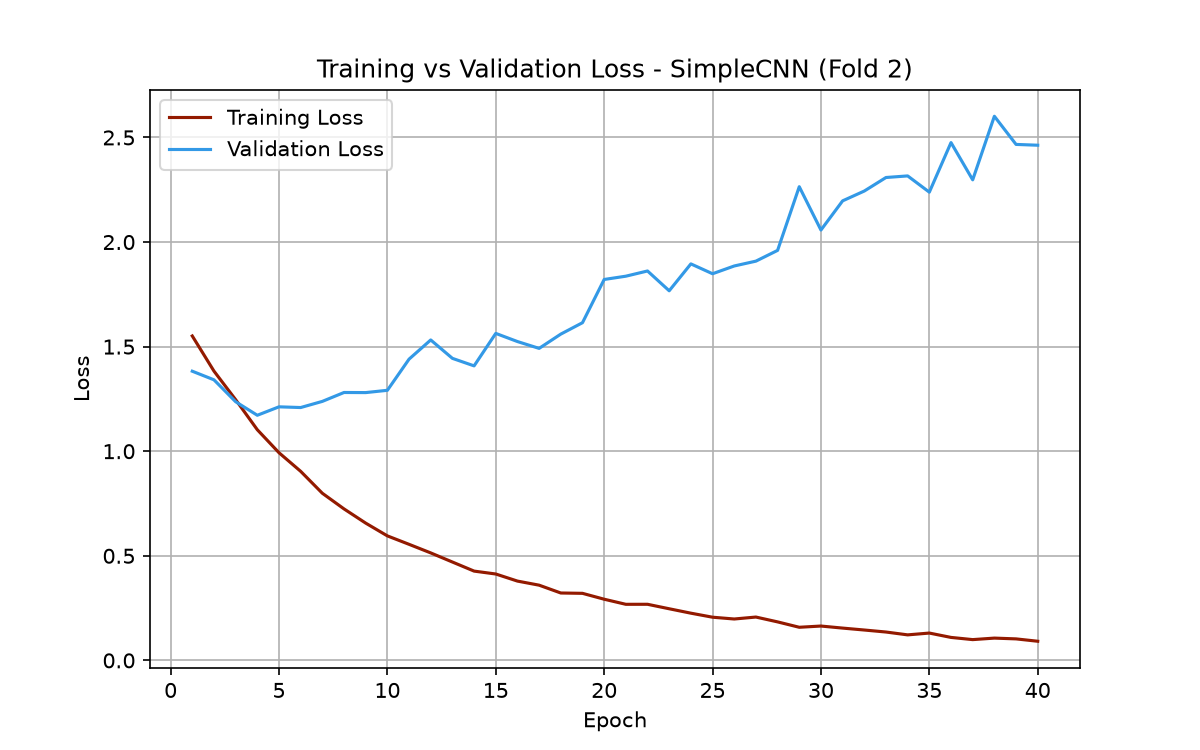 Training vs Validation Loss - SimpleCNN (Fold 2)
Training Loss
Validation Loss
2.5
2.0
1.5
1.0
0.5
0.0
Loss
0 5 10 15 20 25 30 35 40
Epoch